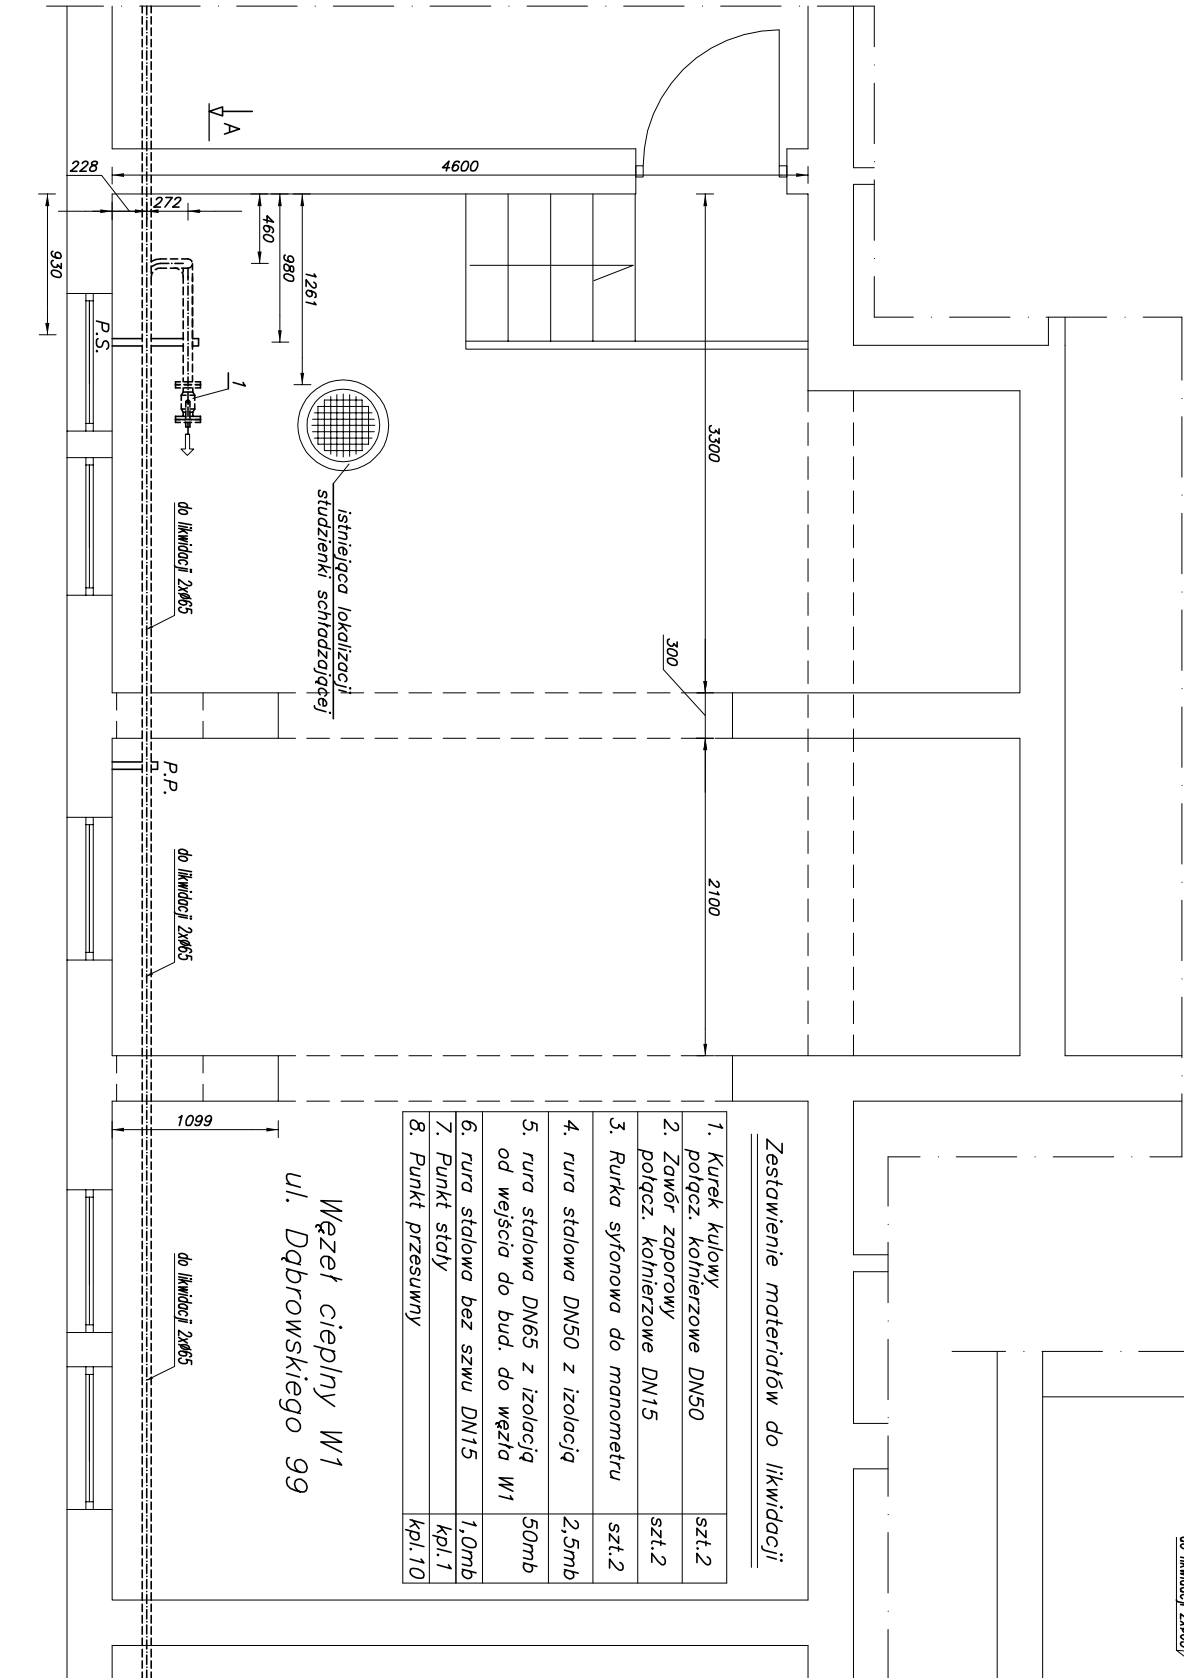 A
228
4600
272
930
460
980
1261
P.S.
1
3300
do likwidacji 2xø65
istniejąca lokalizacji
studzienki schładzającej
300
P.P.
2100
do likwidacji 2xø65
1099
Zestawienie materiałów do likwidacji
1. Kurek kulowy
połącz. kołnierzowe DN50 szt.2
2. Zawór zaporowy
połącz. kołnierzowe DN15 szt.2
3. Rurka syfonowa do manometru szt.2
4. rura stalowa DN50 z izolacją 2,5mb
5. rura stalowa DN65 z izolacją
od wejścia do bud. do węzła W1 50mb
6. rura stalowa bez szwu DN15 1,0mb
7. Punkt stały kpl.1
8. Punkt przesuwny kpl.10
Węzeł cieplny W1
ul. Dąbrowskiego 99
do likwidacji 2xø65